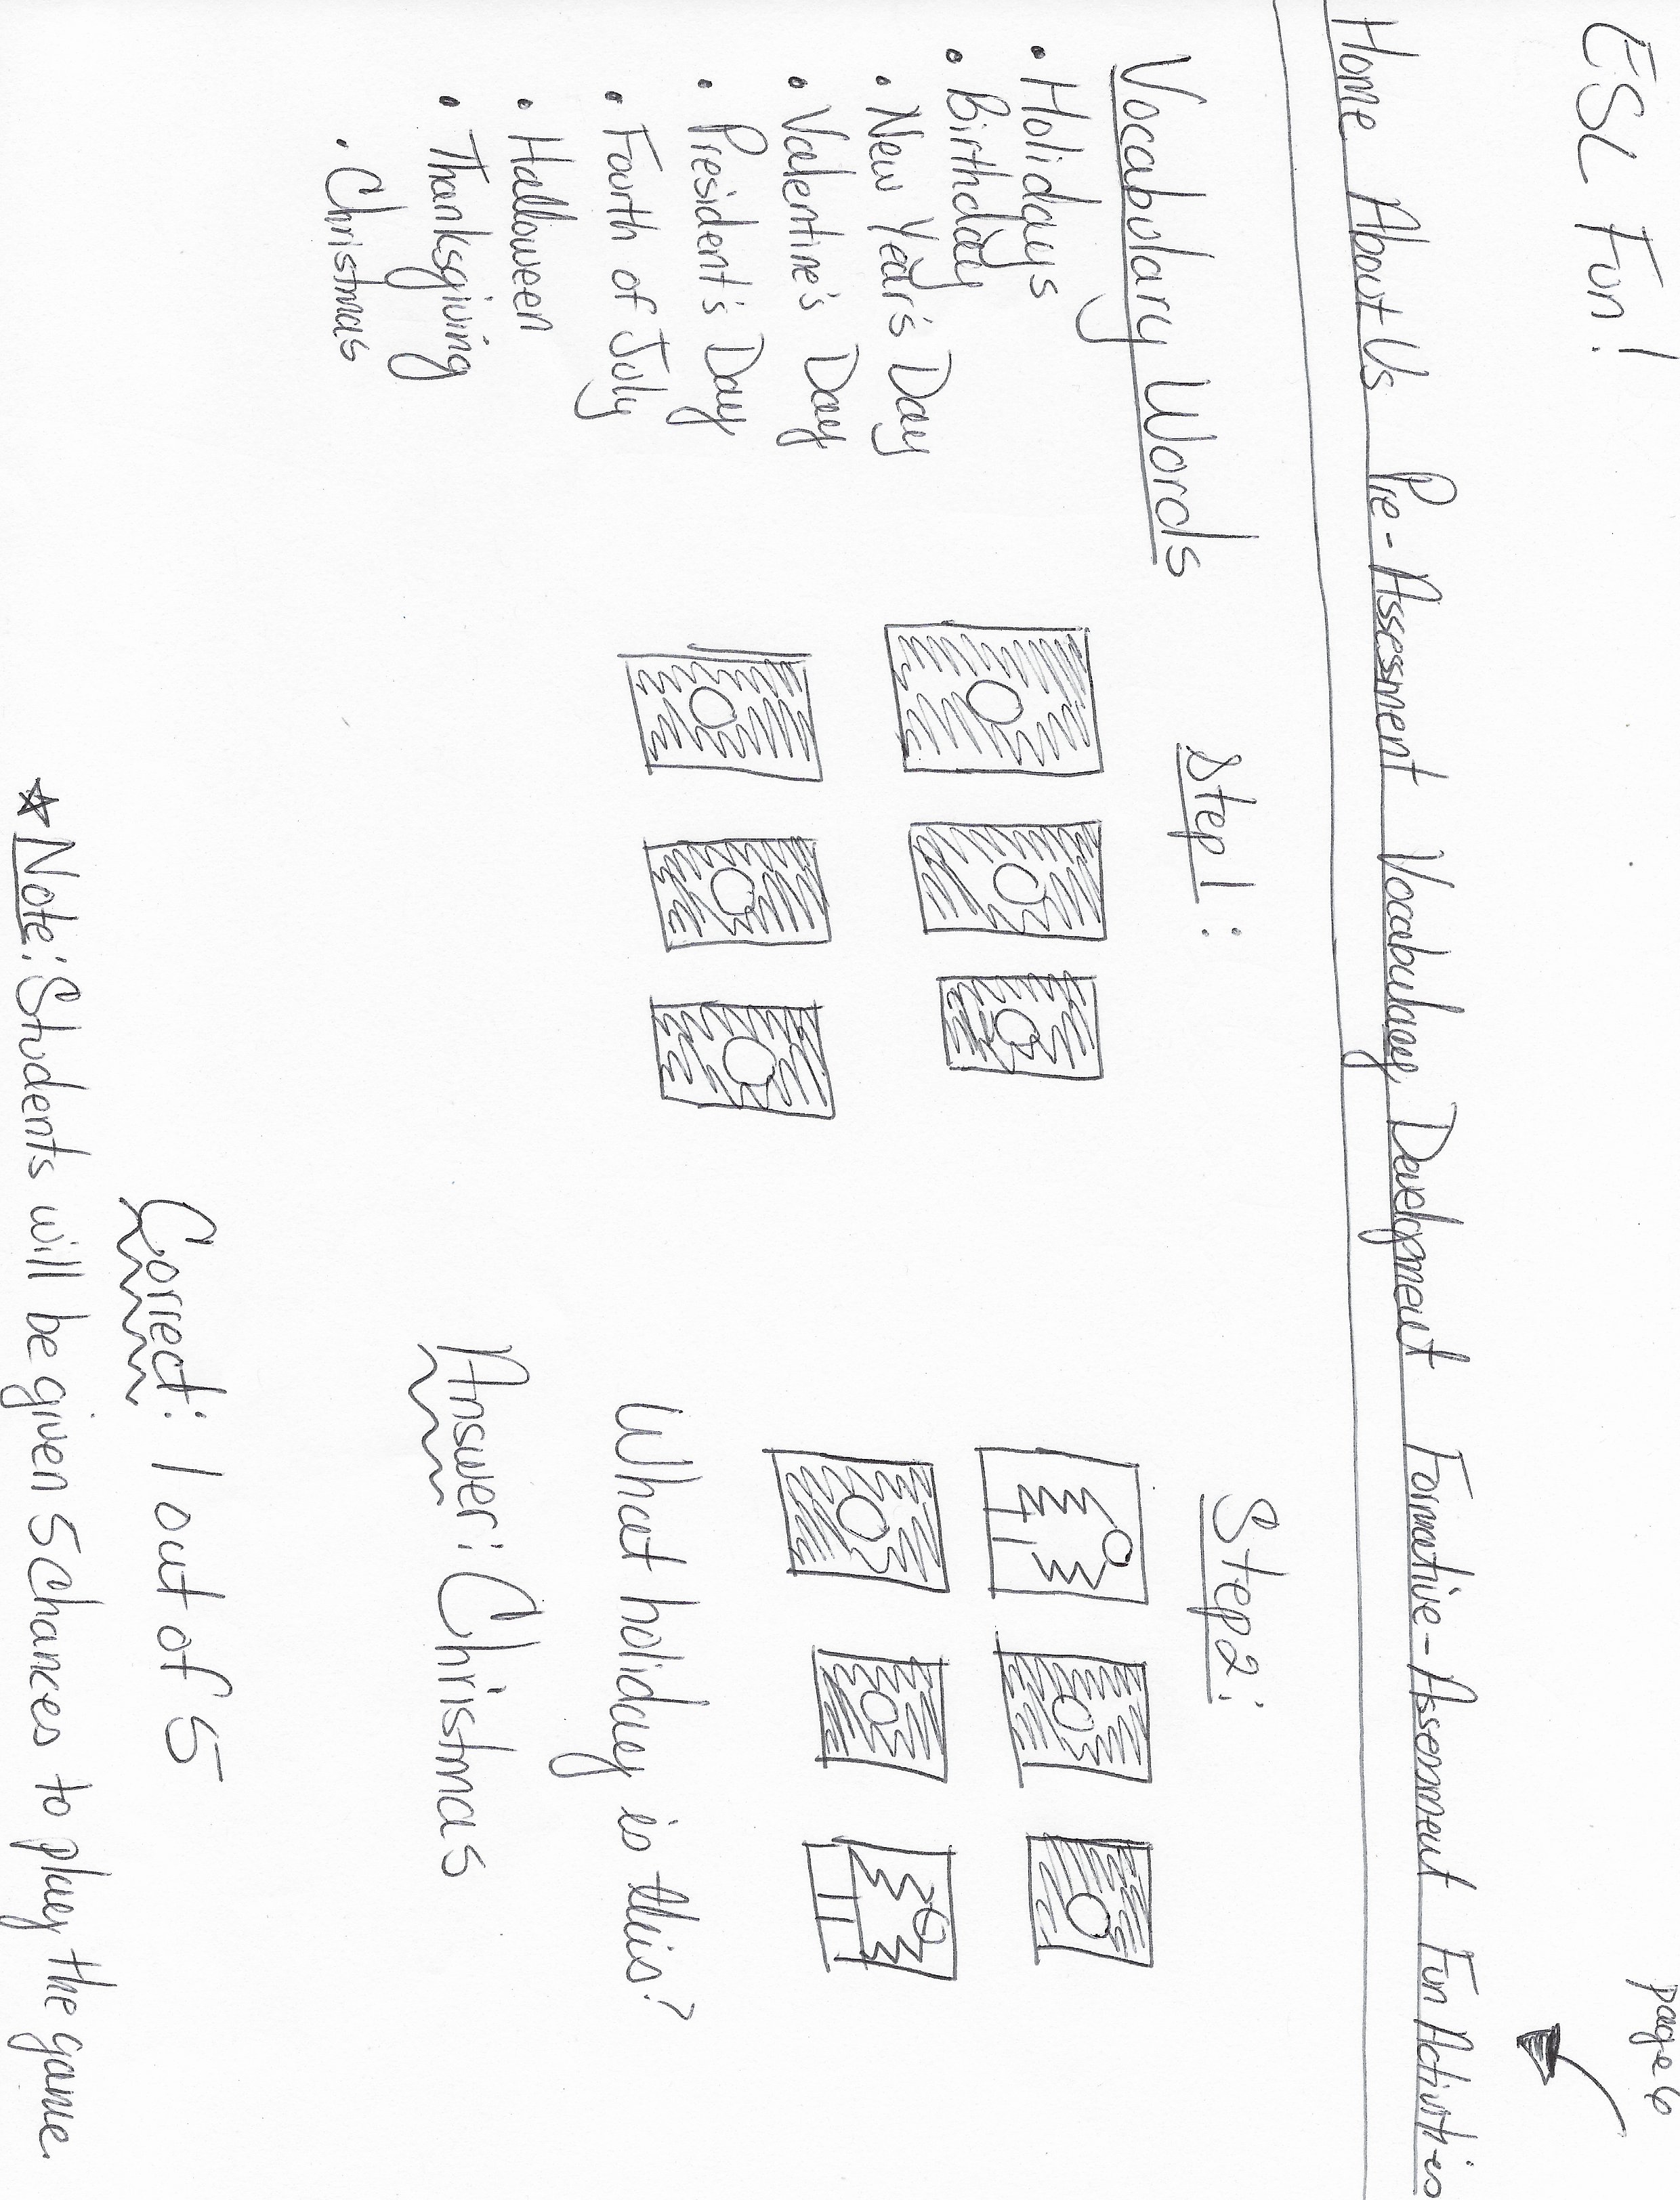 page 6
ESL Fun!
Home About Us Pre-Assessment Vocabulary Development Formative-Assessment Fun Activities
Vocabulary Words
• Holidays
• Birthday
• New Year's Day
• Valentine's Day
• President's Day
• Fourth of July
• Halloween
• Thanksgiving
• Christmas
Step 1:
Step 2:
What holiday is this?
Answer: Christmas
Correct: 1 out of 5
☆ Note: Students will be given 5 chances to play the game.